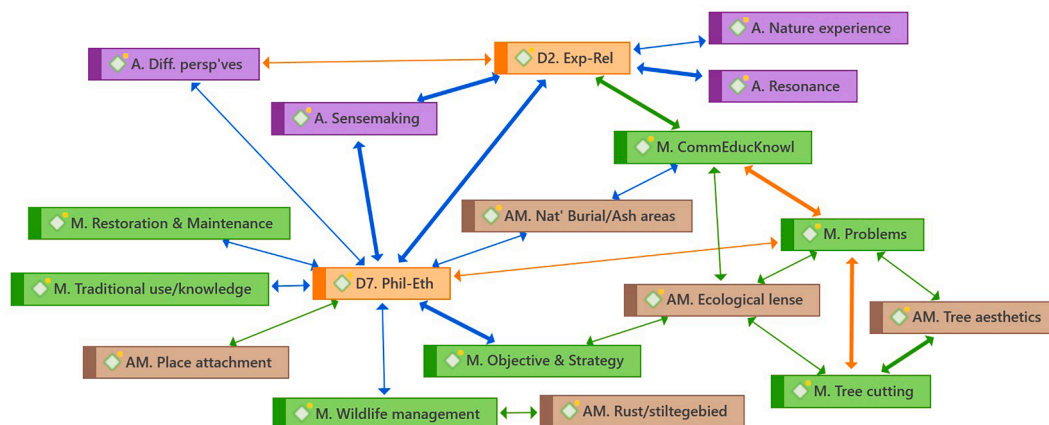 A. Nature experience
D2. Exp-Rel
A. Diff. persp'ves
A. Resonance
A. Sensemaking
M. CommEducKnowl
AM. Nat' Burial/Ash areas
M. Restoration & Maintenance
M. Problems
D7. Phil-Eth
M. Traditional use/knowledge
AM. Ecological lense
AM. Tree aesthetics
AM. Place attachment
M. Objective & Strategy
M. Tree cutting
M. Wildlife management
AM. Rust/stiltegebied